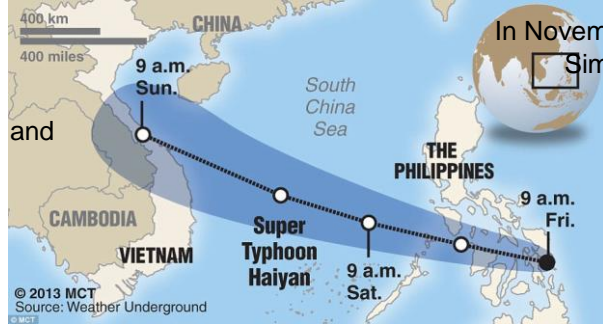 400 km
400 miles
CHINA
In Novem
Sim
9 a.m.
Sun.
South
China
Sea
and
THE
PHILIPPINES
9 a.m.
Fri.
CAMBODIA
VIETNAM
Super
Typhoon
Haiyan
9 a.m.
Sat.
© 2013 MCT
Source: Weather Underground
© MCT